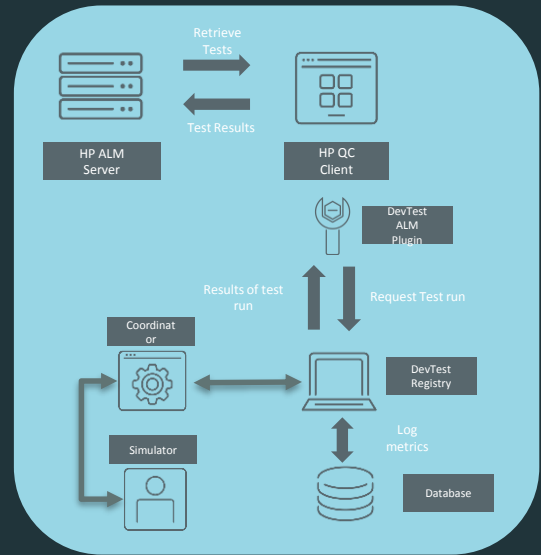 Retrieve
Tests
Test Results
HP ALM
Server
HP QC
Client
DevTest
ALM
Plugin
Results of test
run
Request Test run
Coordinat
or
DevTest
Registry
Simulator
Log
metrics
Database